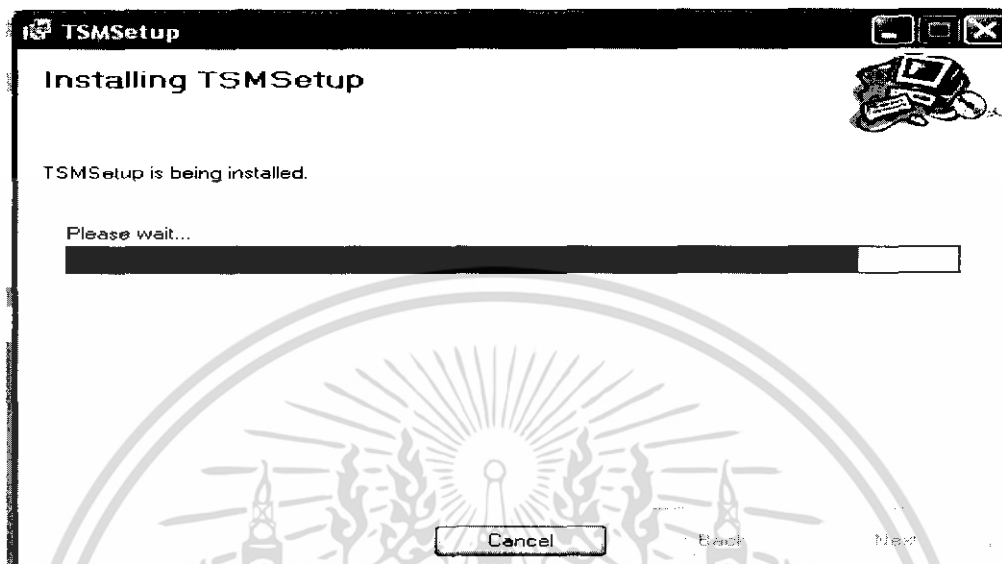 TSMSetup
Installing TSMSetup
TSMSetup is being installed.
Please wait...
Cancel Back Next